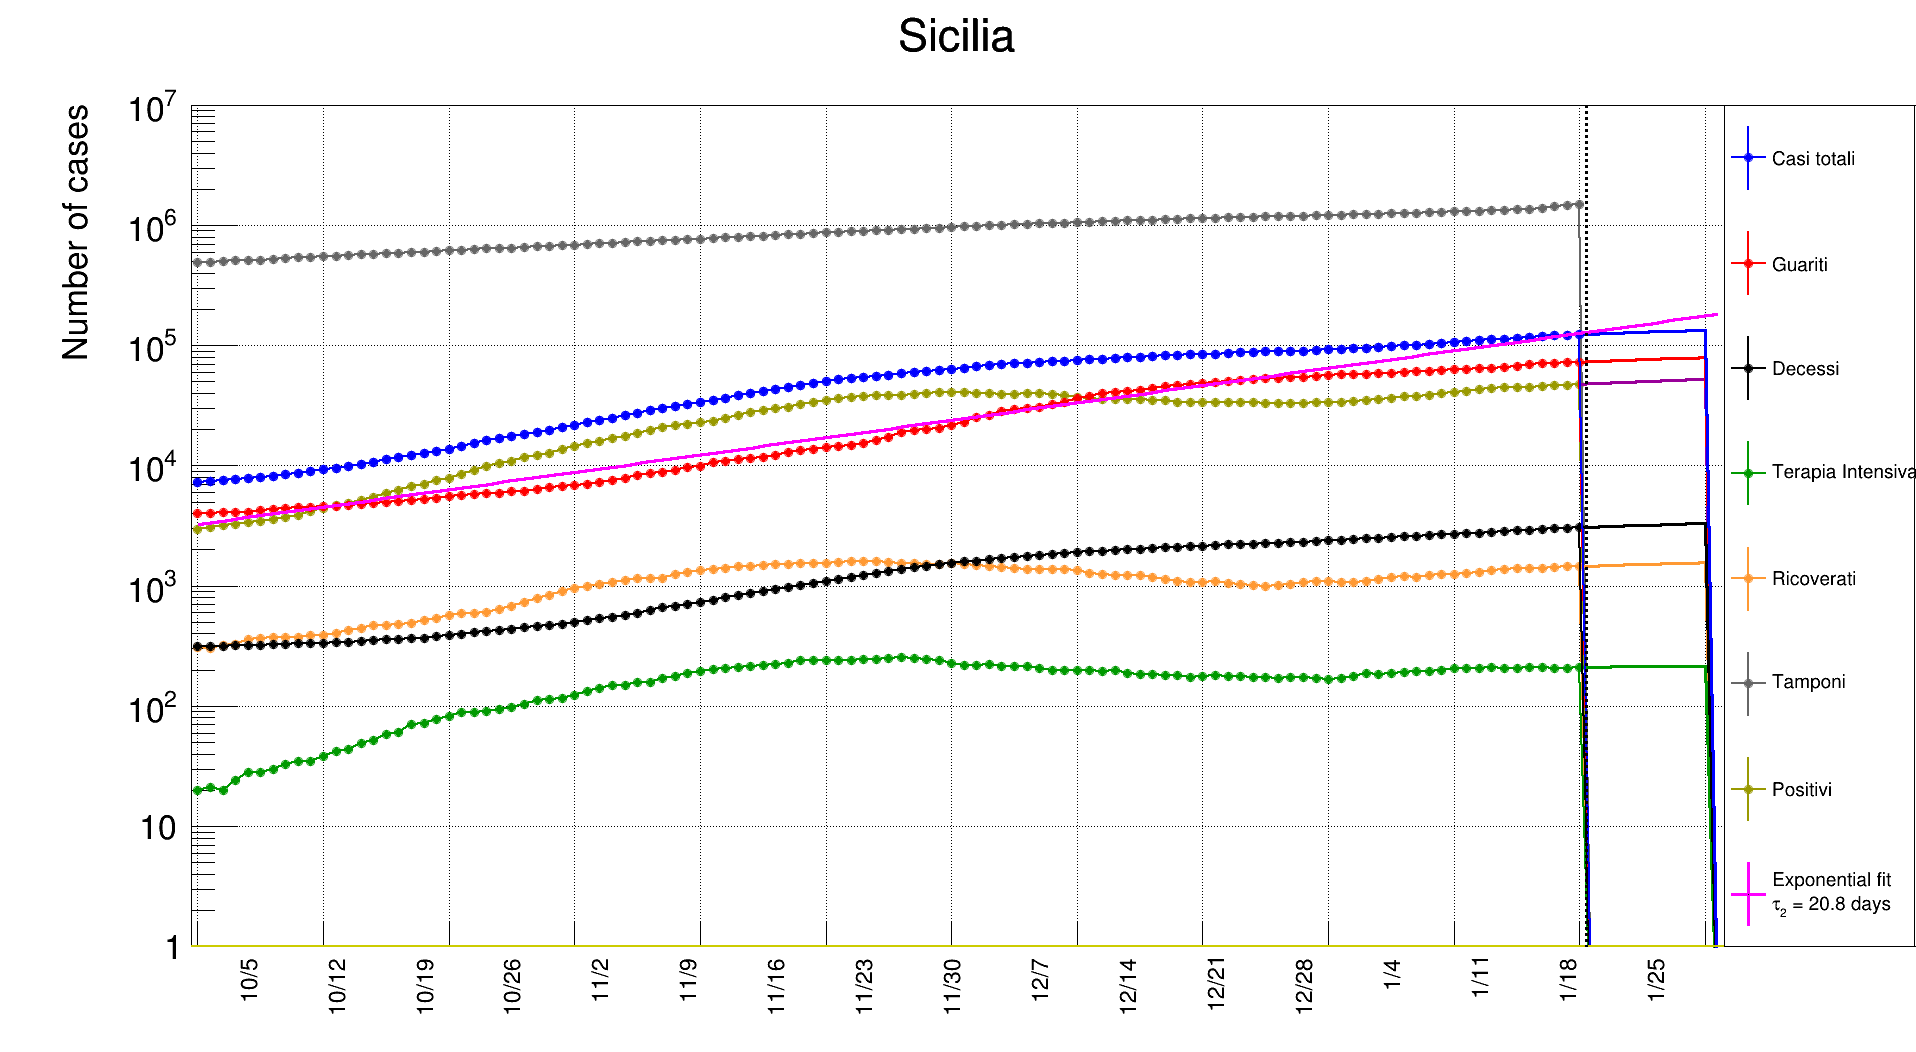 Sicilia
Number of cases
10^7
10^6
10^5
10^4
10^3
10^2
10
1
10/5
10/12
10/19
10/26
11/2
11/9
11/16
11/23
11/30
12/7
12/14
12/21
12/28
1/4
1/11
1/18
1/25
Casi totali
Guariti
Decessi
Terapia Intensiva
Ricoverati
Tamponi
Positivi
Exponential fit
τ_2 = 20.8 days